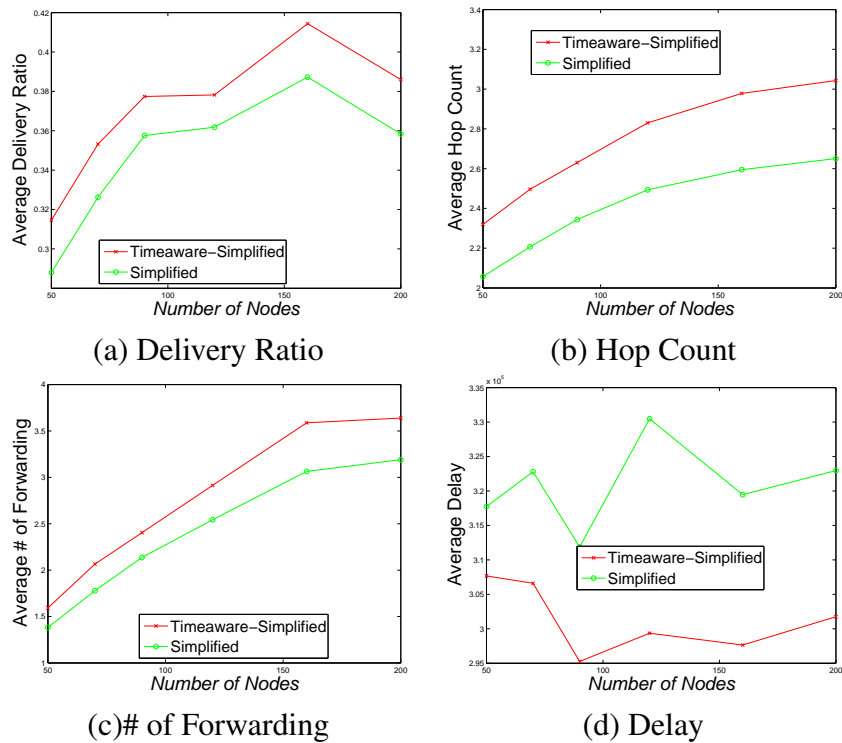 0.42
0.4
0.38
0.36
0.34
0.32
0.3
Average Delivery Ratio
Timeaware-Simplified
Simplified
50 100 150 200
Number of Nodes
(a) Delivery Ratio
3.4
3.2
3
2.8
2.6
2.4
2.2
2
Average Hop Count
Timeaware-Simplified
Simplified
50 100 150 200
Number of Nodes
(b) Hop Count
4
3.5
3
2.5
2
1.5
1
Average # of Forwarding
Timeaware-Simplified
Simplified
50 100 150 200
Number of Nodes
(c)# of Forwarding
x 10^5
3.35
3.3
3.25
3.2
3.15
3.1
3.05
3
2.95
Average Delay
Timeaware-Simplified
Simplified
50 100 150 200
Number of Nodes
(d) Delay